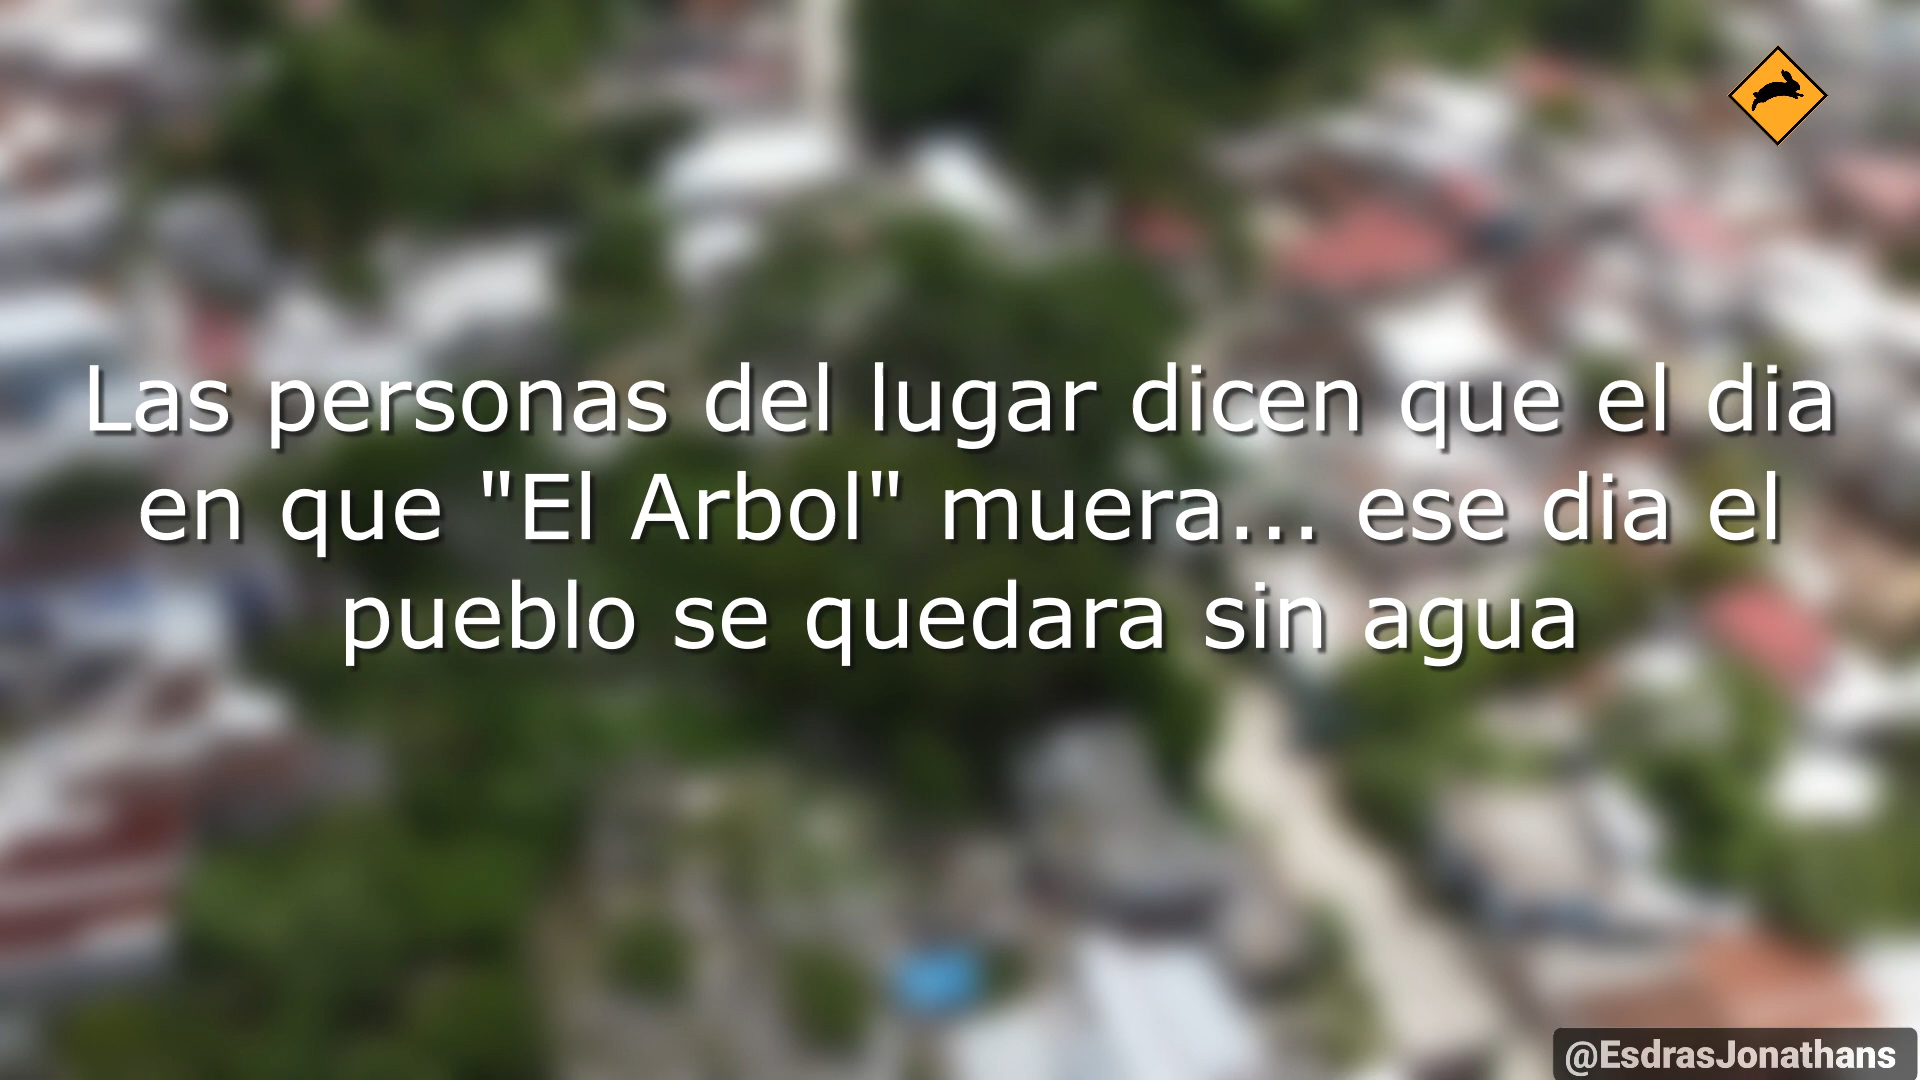 Las personas del lugar dicen que el dia
en que "El Arbol" muera... ese dia el
pueblo se quedara sin agua
@EsdrasJonathans